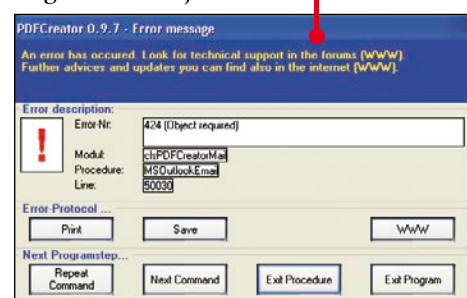 PDFCreator 0.9.7 - Error message
An error has occured. Look for technical support in the forums (WWW).
Further advices and updates you can find also in the internet (WWW).
Error description:
Error-Nr: 424 (Object required)
Modul: clsPDFCreatorMail
Procedure: MSOutlookEmail
Line: 50030
Error-Protocol ...
Print Save WWW
Next Programstep...
Repeat Command Next Command Exit Procedure Exit Program